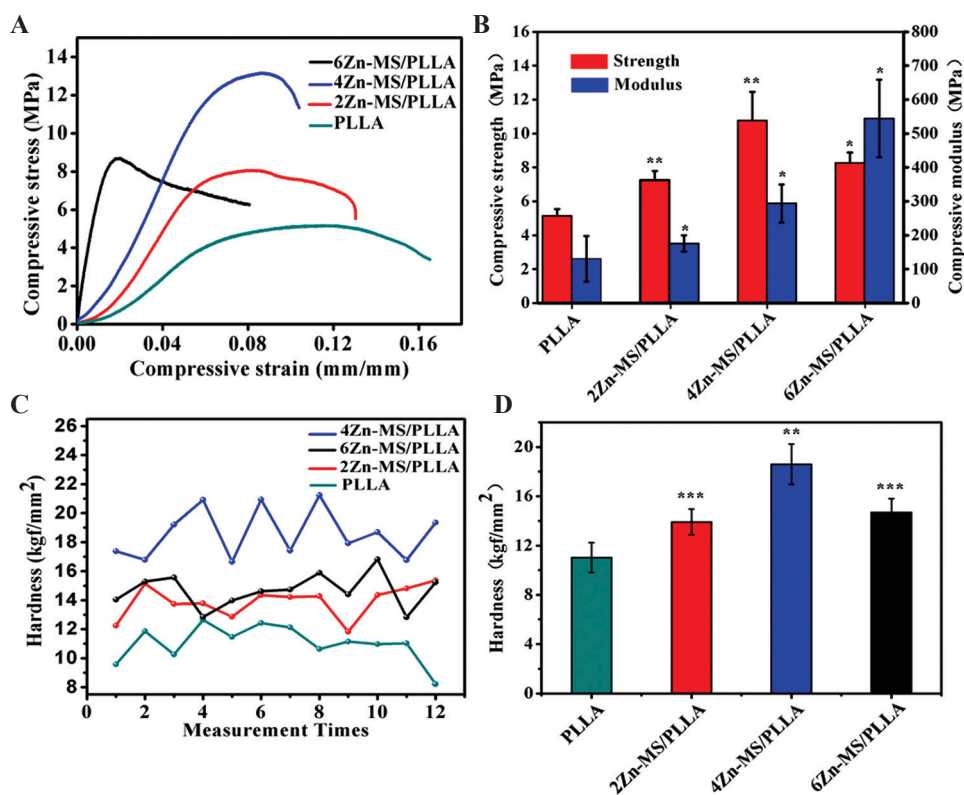 A
Compressive stress (MPa)
14
12
10
8
6
4
2
0
0.00 0.04 0.08 0.12 0.16
Compressive strain (mm/mm)
6Zn-MS/PLLA
4Zn-MS/PLLA
2Zn-MS/PLLA
PLLA
B
Compressive strength (MPa)
16
14
12
10
8
6
4
2
0
Strength
Modulus
** * ** * * *
800
700
600
500
400
300
200
100
0
Compressive modulus (MPa)
PLLA
2Zn-MS/PLLA
4Zn-MS/PLLA
6Zn-MS/PLLA
C
Hardness (kgf/mm²)
26
24
22
20
18
16
14
12
10
8
0 2 4 6 8 10 12
Measurement Times
4Zn-MS/PLLA
6Zn-MS/PLLA
2Zn-MS/PLLA
PLLA
D
Hardness (kgf/mm²)
20
16
12
8
4
0
*** ** ***
PLLA
2Zn-MS/PLLA
4Zn-MS/PLLA
6Zn-MS/PLLA